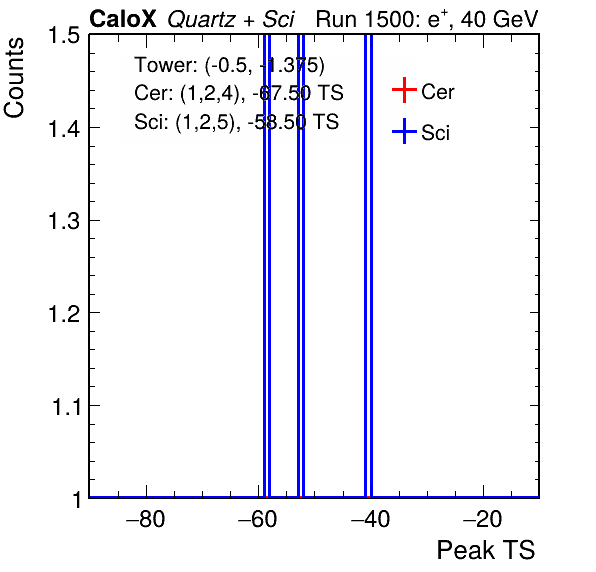 CaloX Quartz + Sci Run 1500: e⁺, 40 GeV
Counts
1.5
Tower: (-0.5, -1.375)
Cer: (1,2,4), -67.50 TS
Sci: (1,2,5), -58.50 TS
Cer
Sci
1.4
1.3
1.2
1.1
1
−80 −60 −40 −20
Peak TS